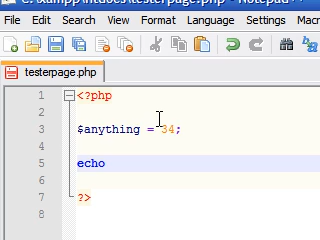 C:\xampp\htdocs\testerpage.php - Notepad++
File Edit Search View Format Language Settings Macr
testerpage.php
1 <?php
2
3 $anything = 34;
4
5 echo
6
7 ?>
8